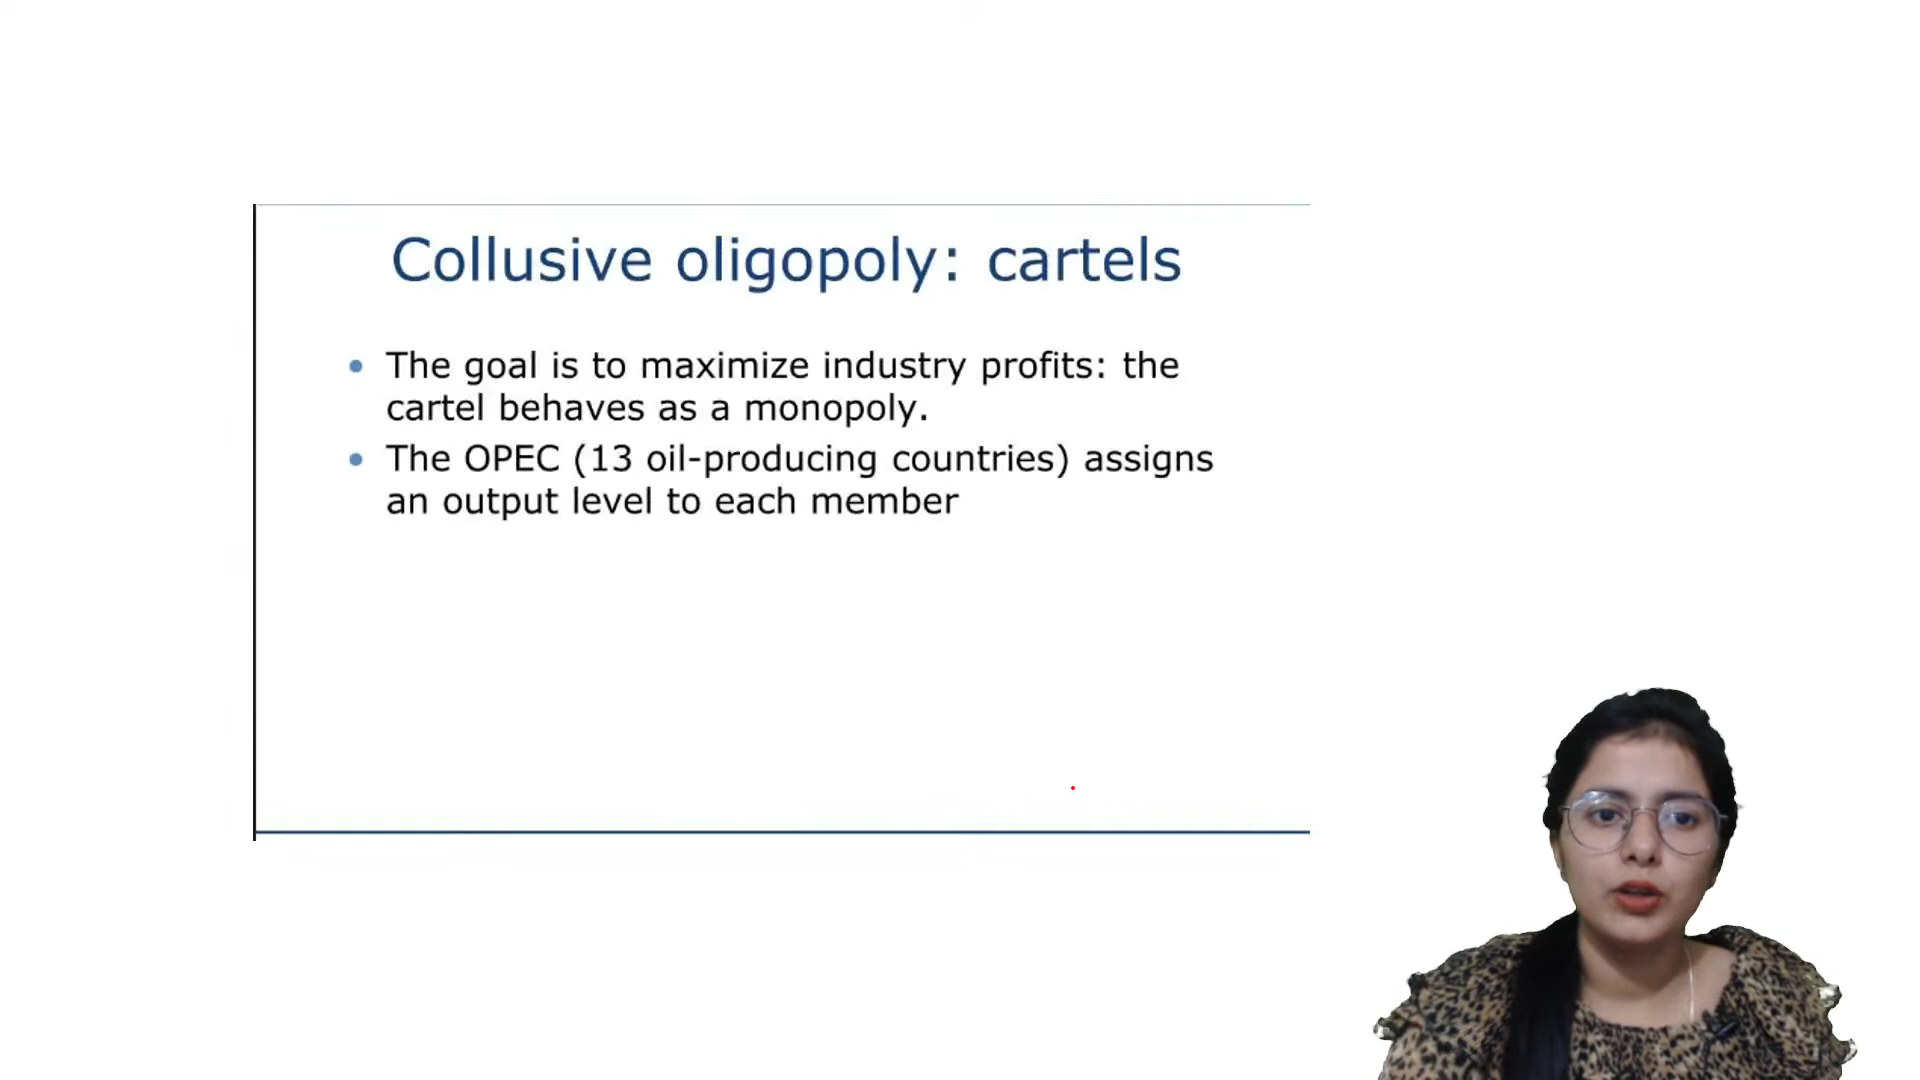 Collusive oligopoly: cartels
• The goal is to maximize industry profits: the
cartel behaves as a monopoly.
• The OPEC (13 oil-producing countries) assigns
an output level to each member